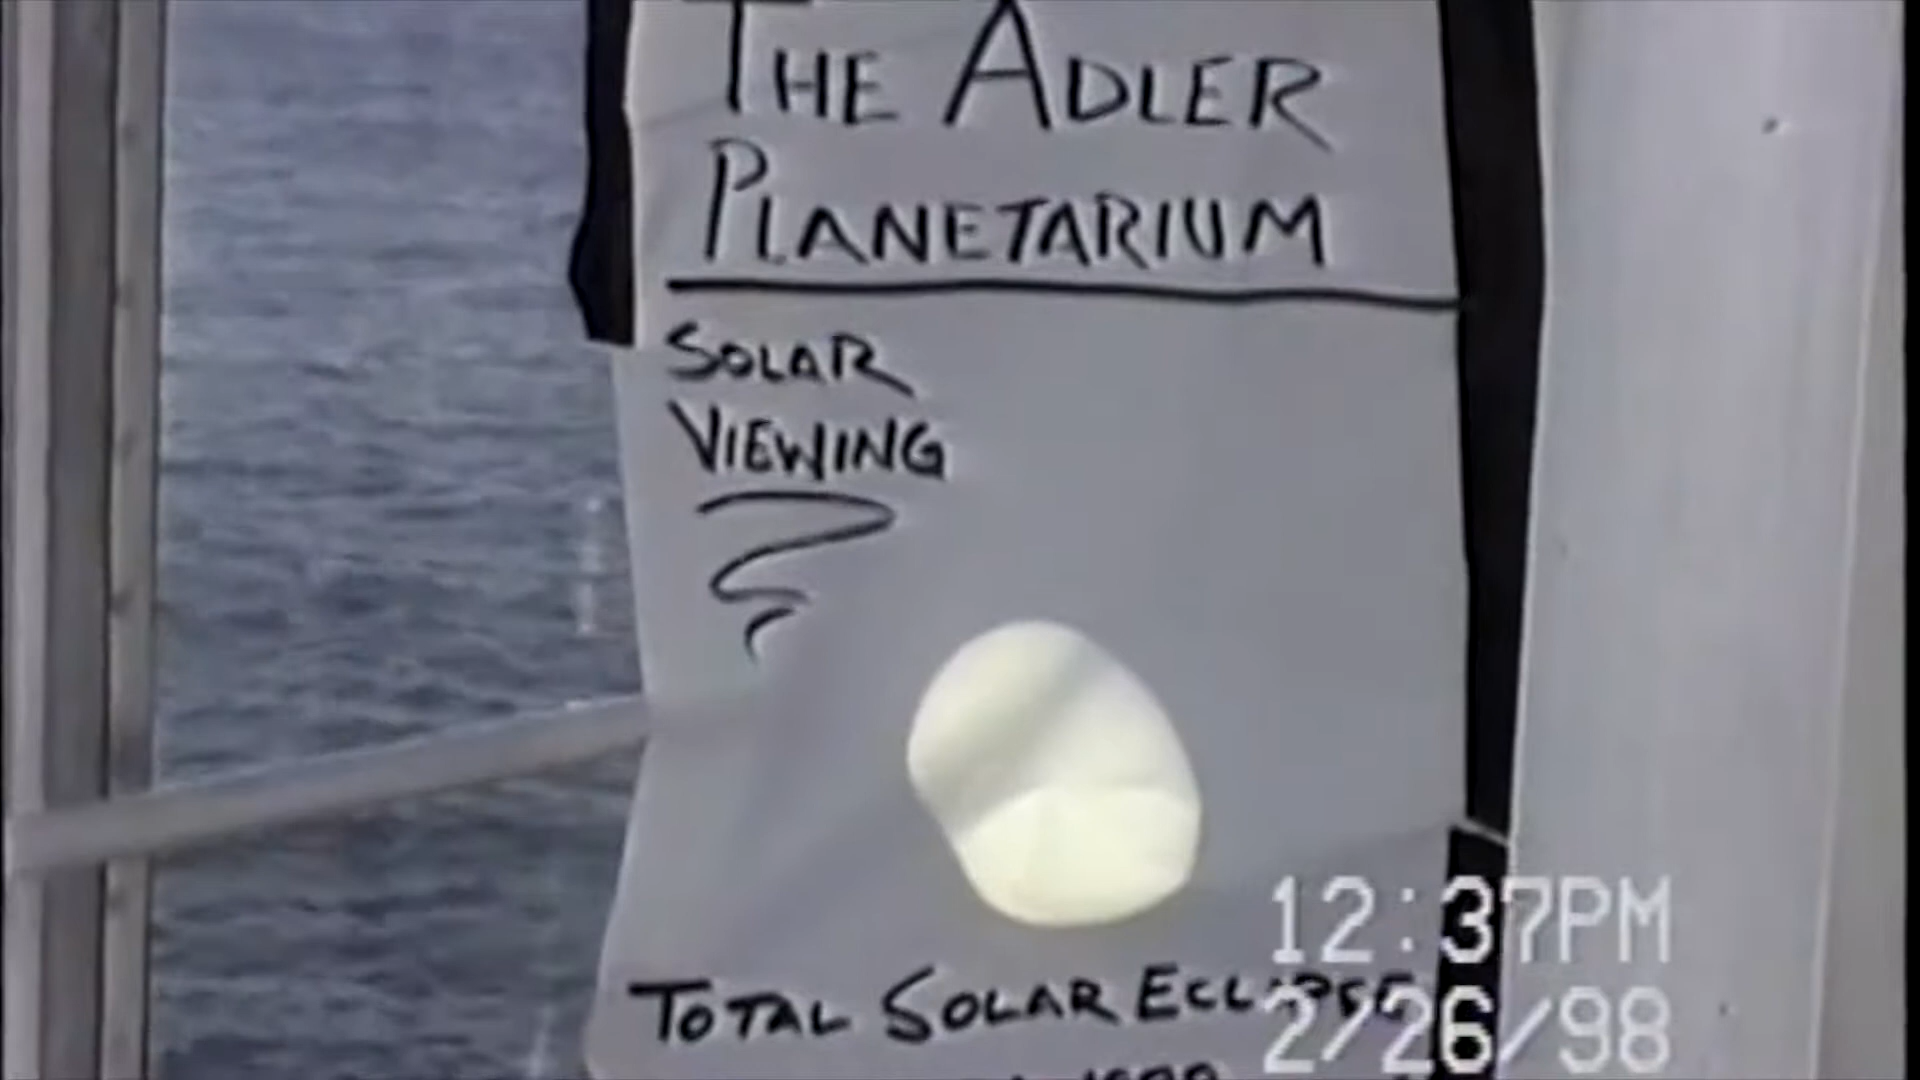 THE ADLER
PLANETARIUM
SOLAR
VIEWING
TOTAL SOLAR ECLIPSE
12:37PM
2/26/98